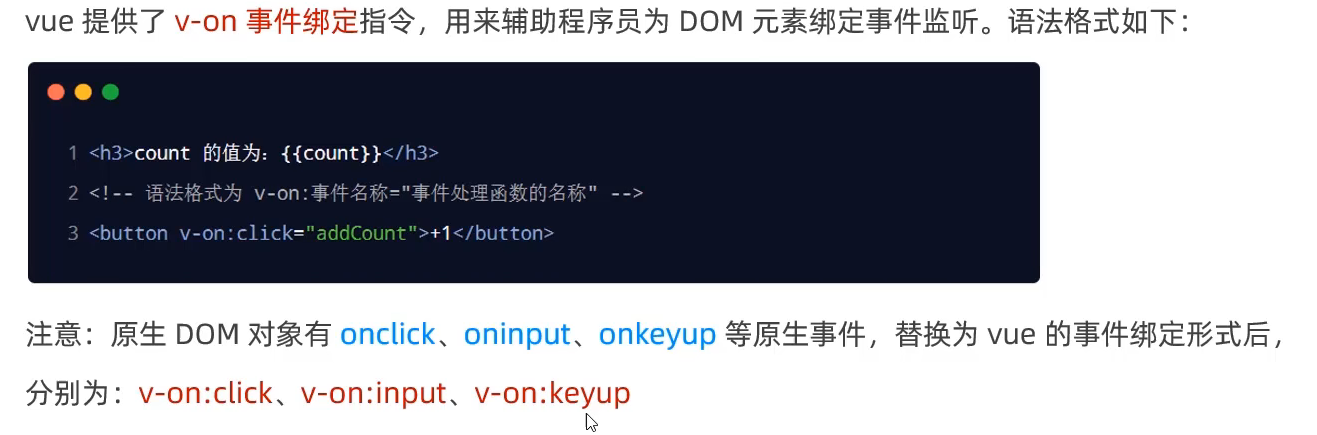 vue 提供了 v-on 事件绑定指令，用来辅助程序员为 DOM 元素绑定事件监听。语法格式如下：
1 <h3>count 的值为：{{count}}</h3>
2 <!-- 语法格式为 v-on:事件名称="事件处理函数的名称" -->
3 <button v-on:click="addCount">+1</button>
注意：原生 DOM 对象有 onclick、oninput、onkeyup 等原生事件，替换为 vue 的事件绑定形式后，
分别为：v-on:click、v-on:input、v-on:keyup